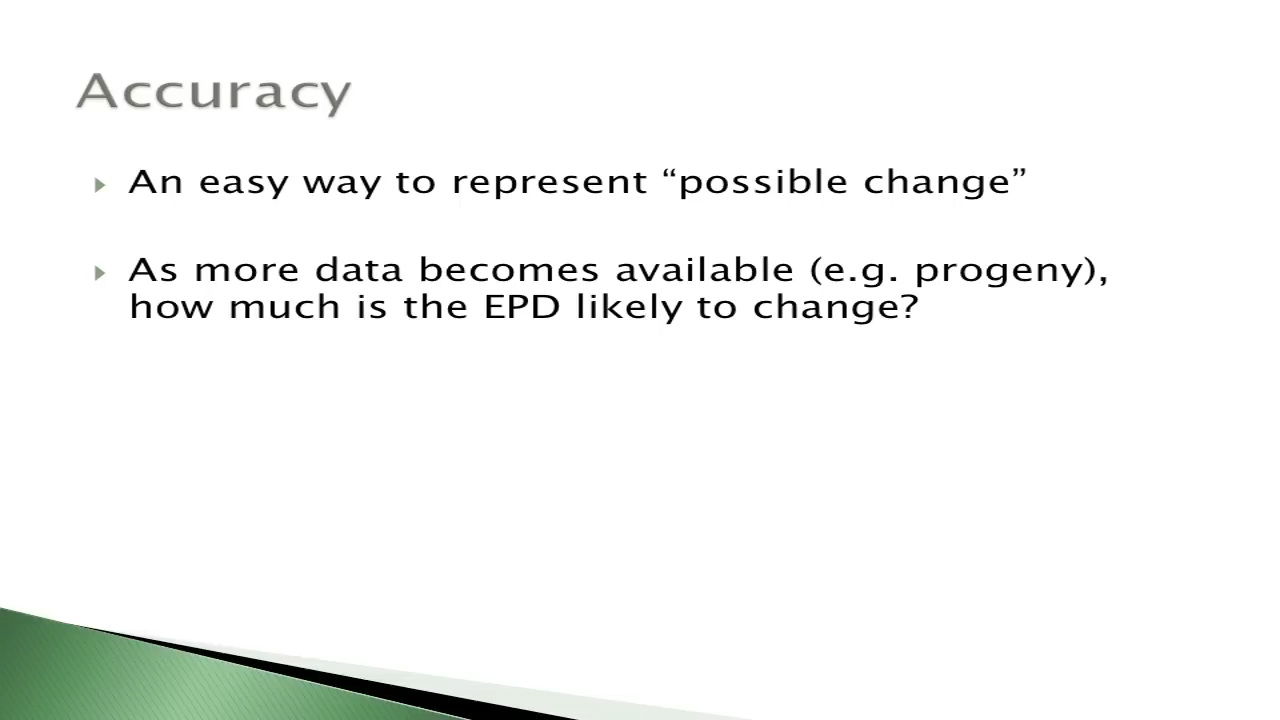 Accuracy
An easy way to represent “possible change”
As more data becomes available (e.g. progeny),
how much is the EPD likely to change?